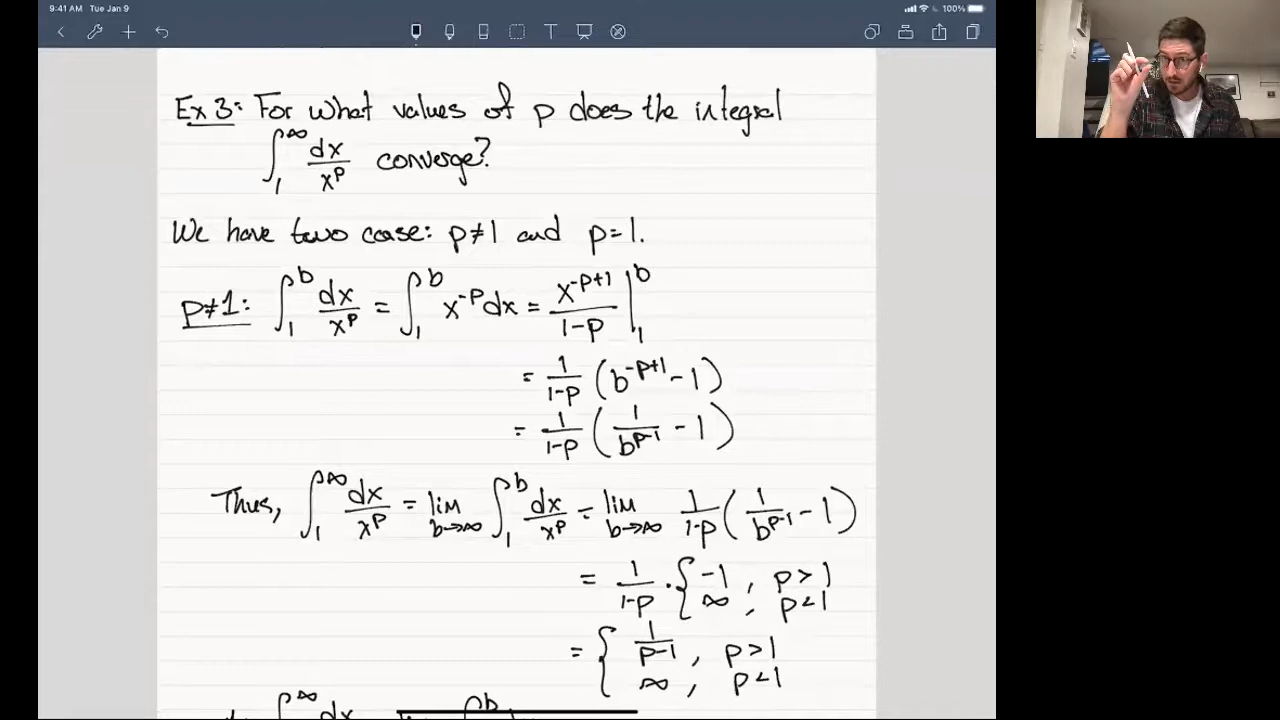 9:41 AM Tue Jan 9
100%
Ex 3: For what values of p does the integral
∫₁^∞ dx/x^p converge?
We have two case: p≠1 and p=1.
p≠1: ∫₁^b dx/x^p = ∫₁^b x^(-p) dx = x^(-p+1)/(1-p) |₁^b
= 1/(1-p) (b^(-p+1) - 1)
= 1/(1-p) (1/b^(p-1) - 1)
Thus, ∫₁^∞ dx/x^p = lim b→∞ ∫₁^b dx/x^p = lim b→∞ 1/(1-p) (1/b^(p-1) - 1)
= 1/(1-p) · { -1, p>1
∞, p<1
= { 1/(p-1), p>1
∞, p<1